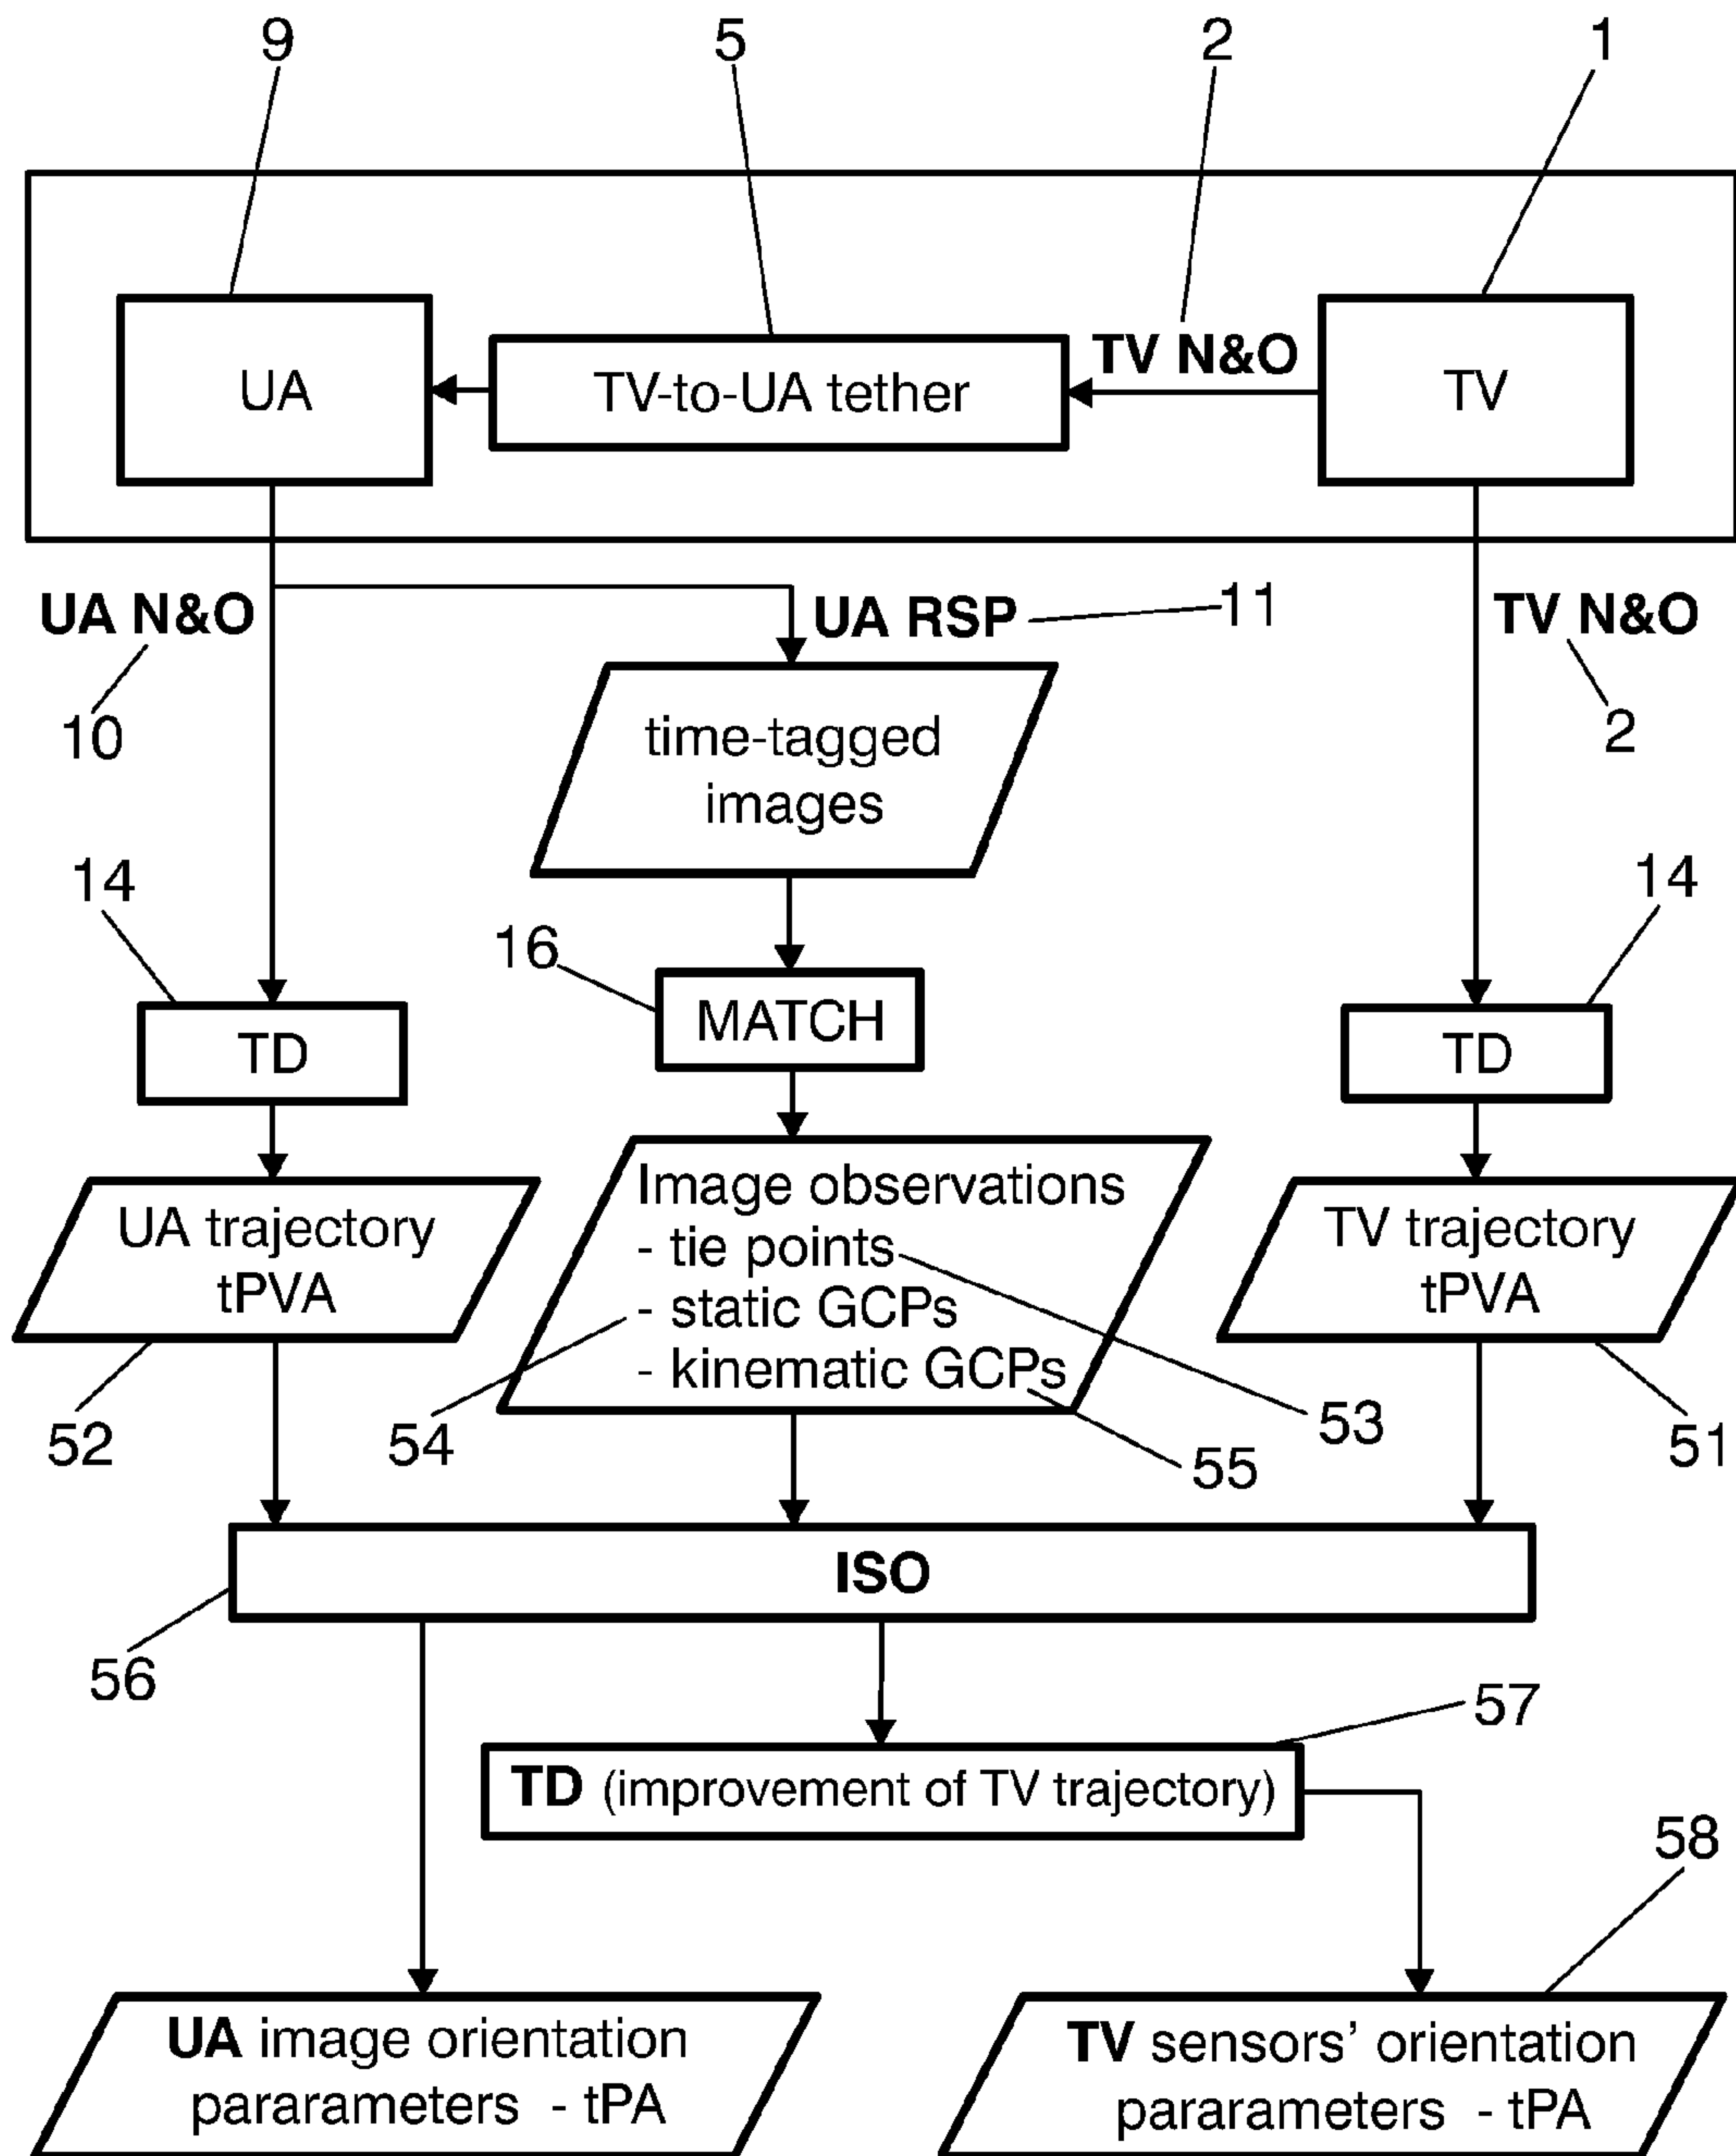 9
5
2
1
UA
TV-to-UA tether
TV N&O
TV
UA N&O
UA RSP
11
TV N&O
10
2
time-tagged
images
14
14
16
MATCH
TD
TD
Image observations
- tie points
- static GCPs
- kinematic GCPs
UA trajectory
tPVA
TV trajectory
tPVA
52
54
53
51
55
ISO
56
57
TD (improvement of TV trajectory)
58
UA image orientation
pararameters - tPA
TV sensors’ orientation
pararameters - tPA